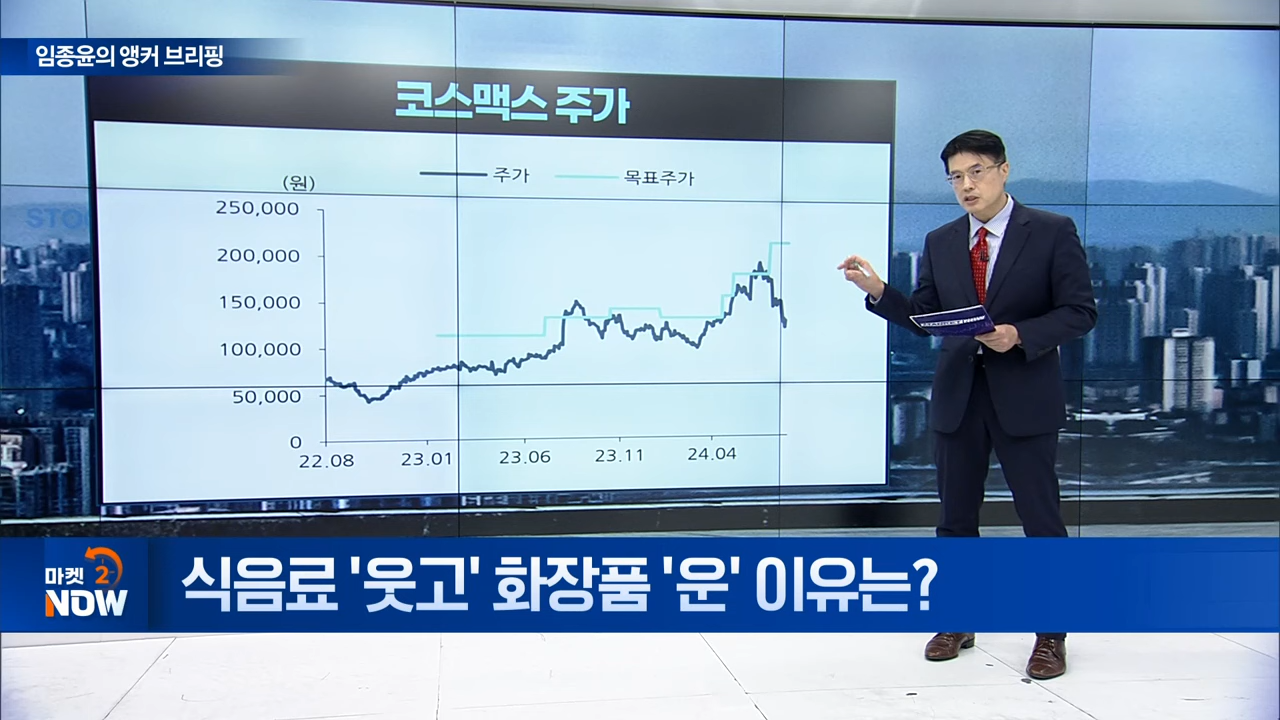 임종윤의 앵커 브리핑
코스맥스 주가
주가
목표주가
(원)
250,000
200,000
150,000
100,000
50,000
0
22.08
23.01
23.06
23.11
24.04
마켓 2
NOW
식음료 '웃고' 화장품 '운' 이유는?